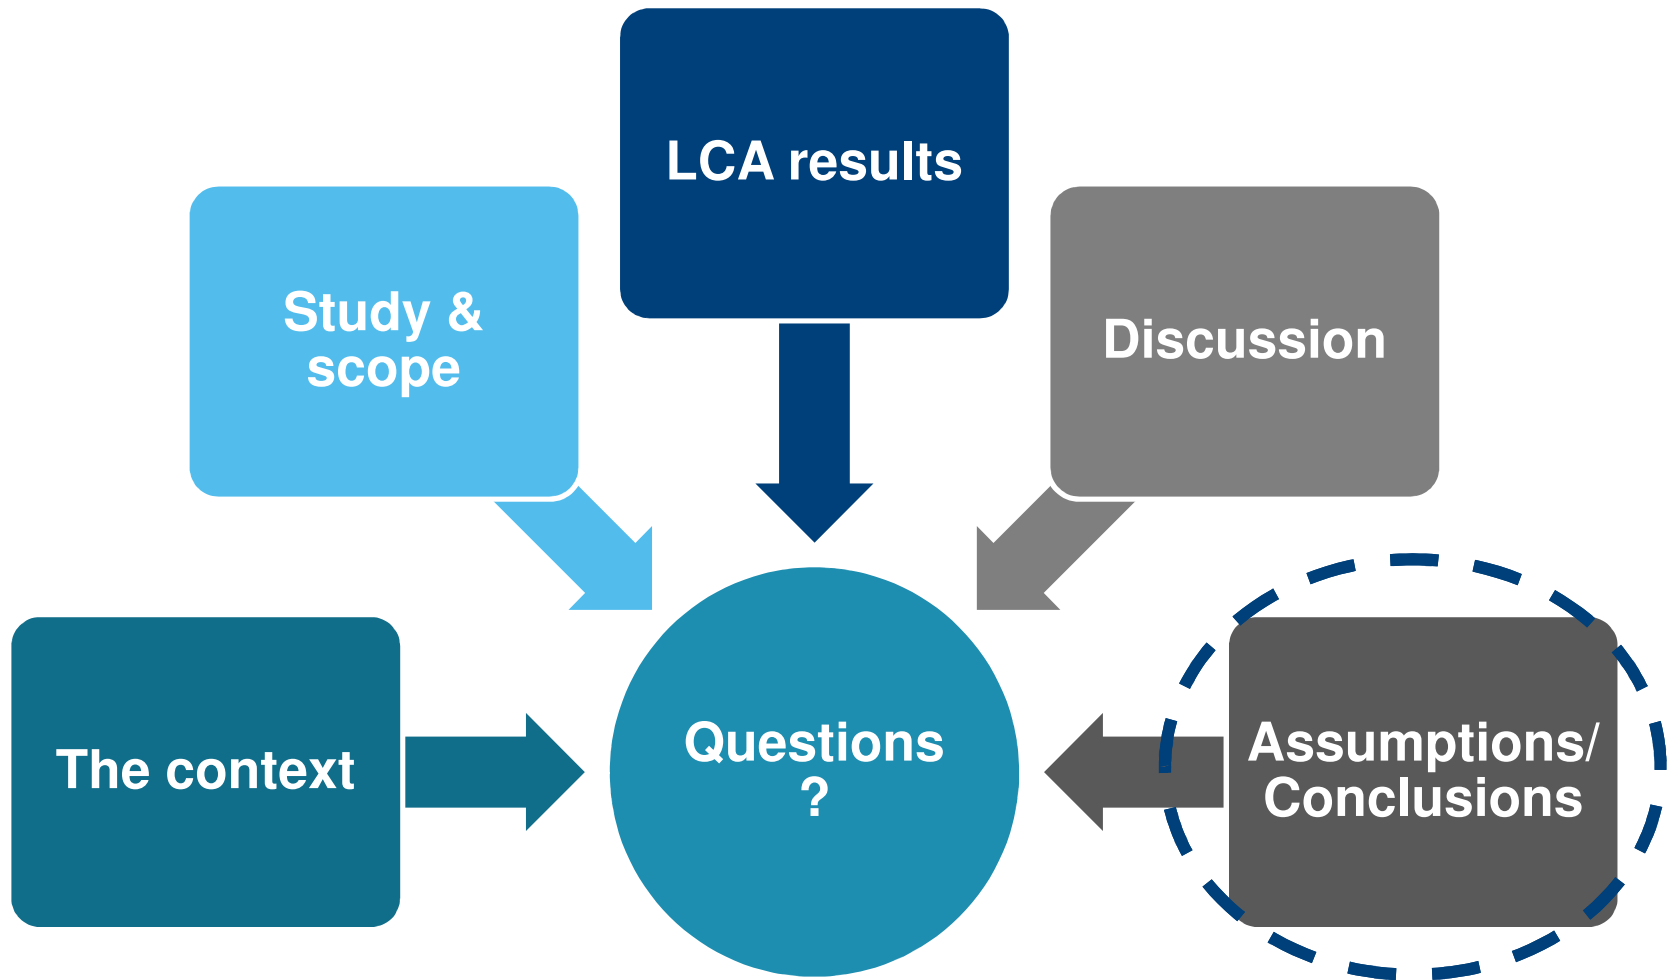 LCA results
Study &
scope
Discussion
The context
Questions
?
Assumptions/
Conclusions